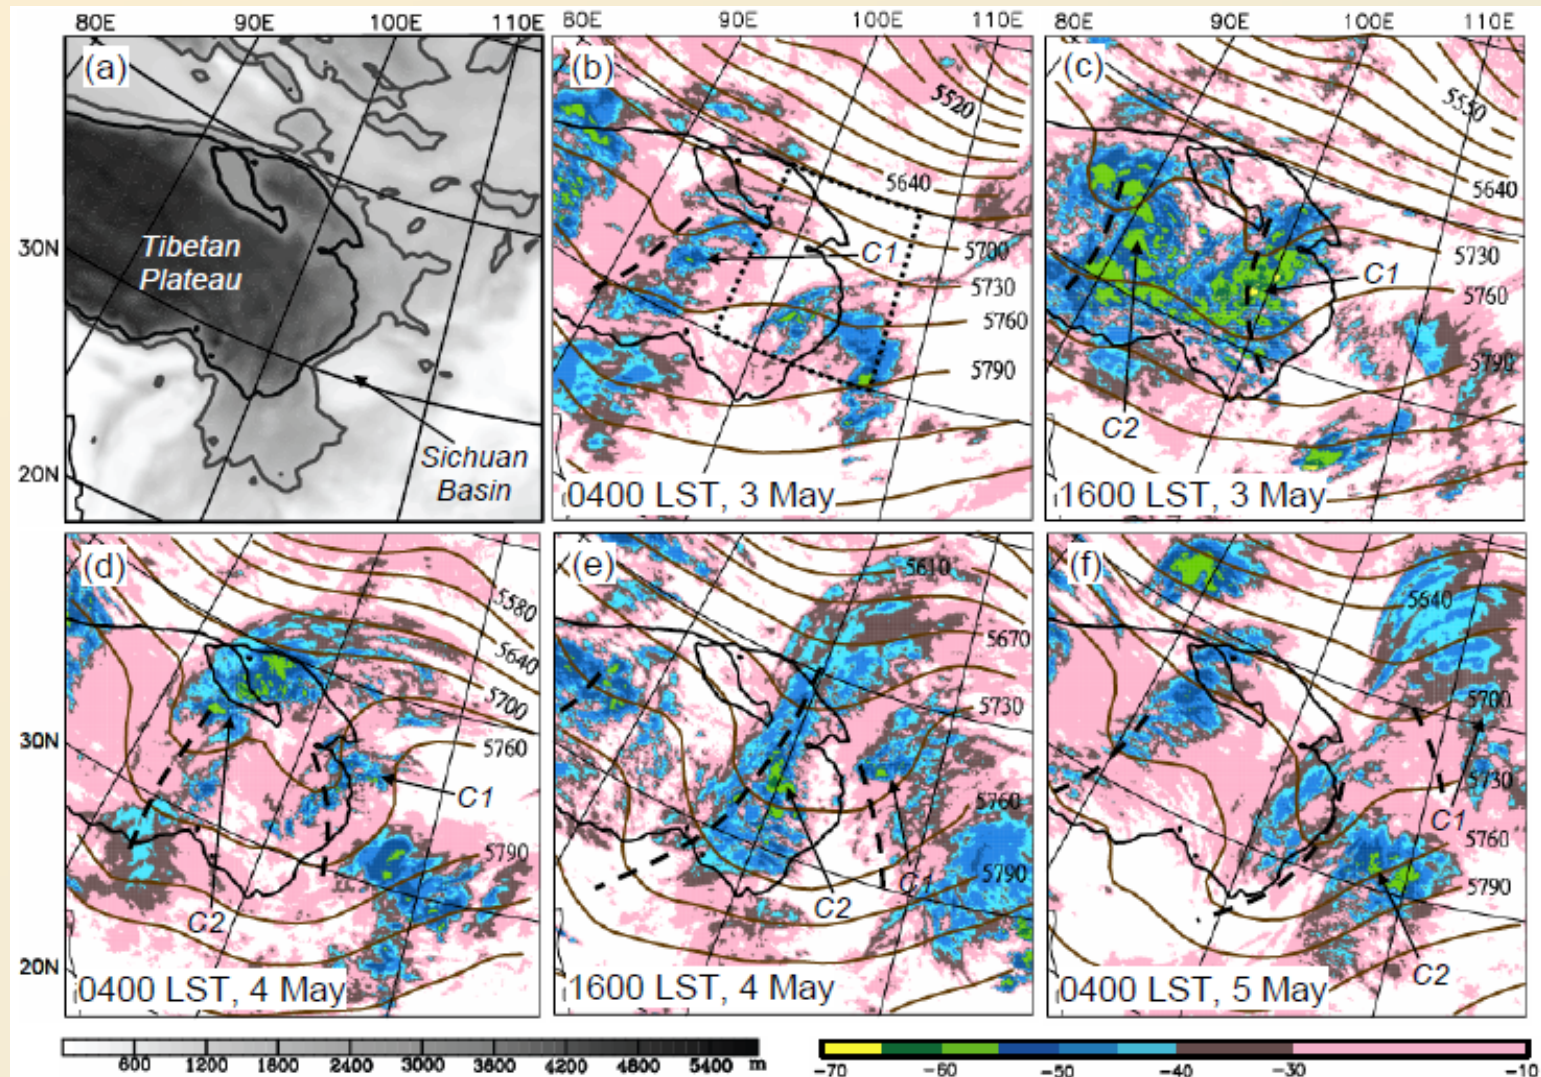 80E 90E 100E 110E 80E 90E 100E 110E 80E 90E 100E 110E
(a)
30N
20N
Tibetan
Plateau
Sichuan
Basin
(b)
5520
5640
C1
5700
5730
5760
5790
0400 LST, 3 May
(c)
5550
5640
5730
5760
C1
5790
C2
1600 LST, 3 May
(d)
30N
20N
5580
5640
5700
5760
C1
5790
C2
0400 LST, 4 May
(e)
5610
5670
5730
5760
5790
C1
C2
1600 LST, 4 May
(f)
5640
5700
5730
C1
5760
5790
C2
0400 LST, 5 May
600 1200 1800 2400 3000 3600 4200 4800 5400 m
-70 -60 -50 -40 -30 -10